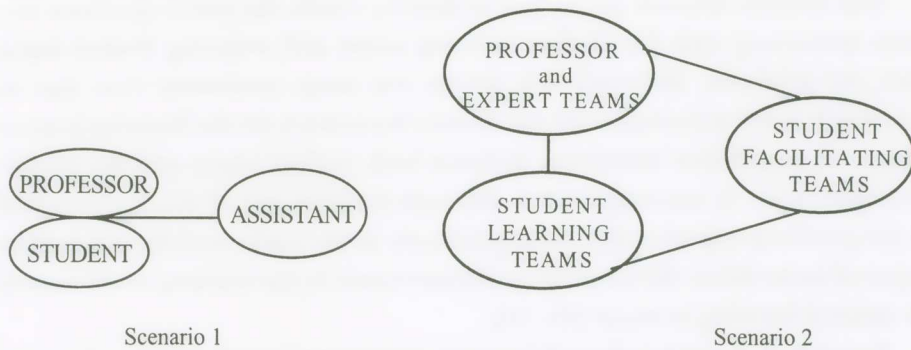 PROFESSOR
STUDENT
ASSISTANT
Scenario 1
PROFESSOR
and
EXPERT TEAMS
STUDENT
LEARNING
TEAMS
STUDENT
FACILITATING
TEAMS
Scenario 2